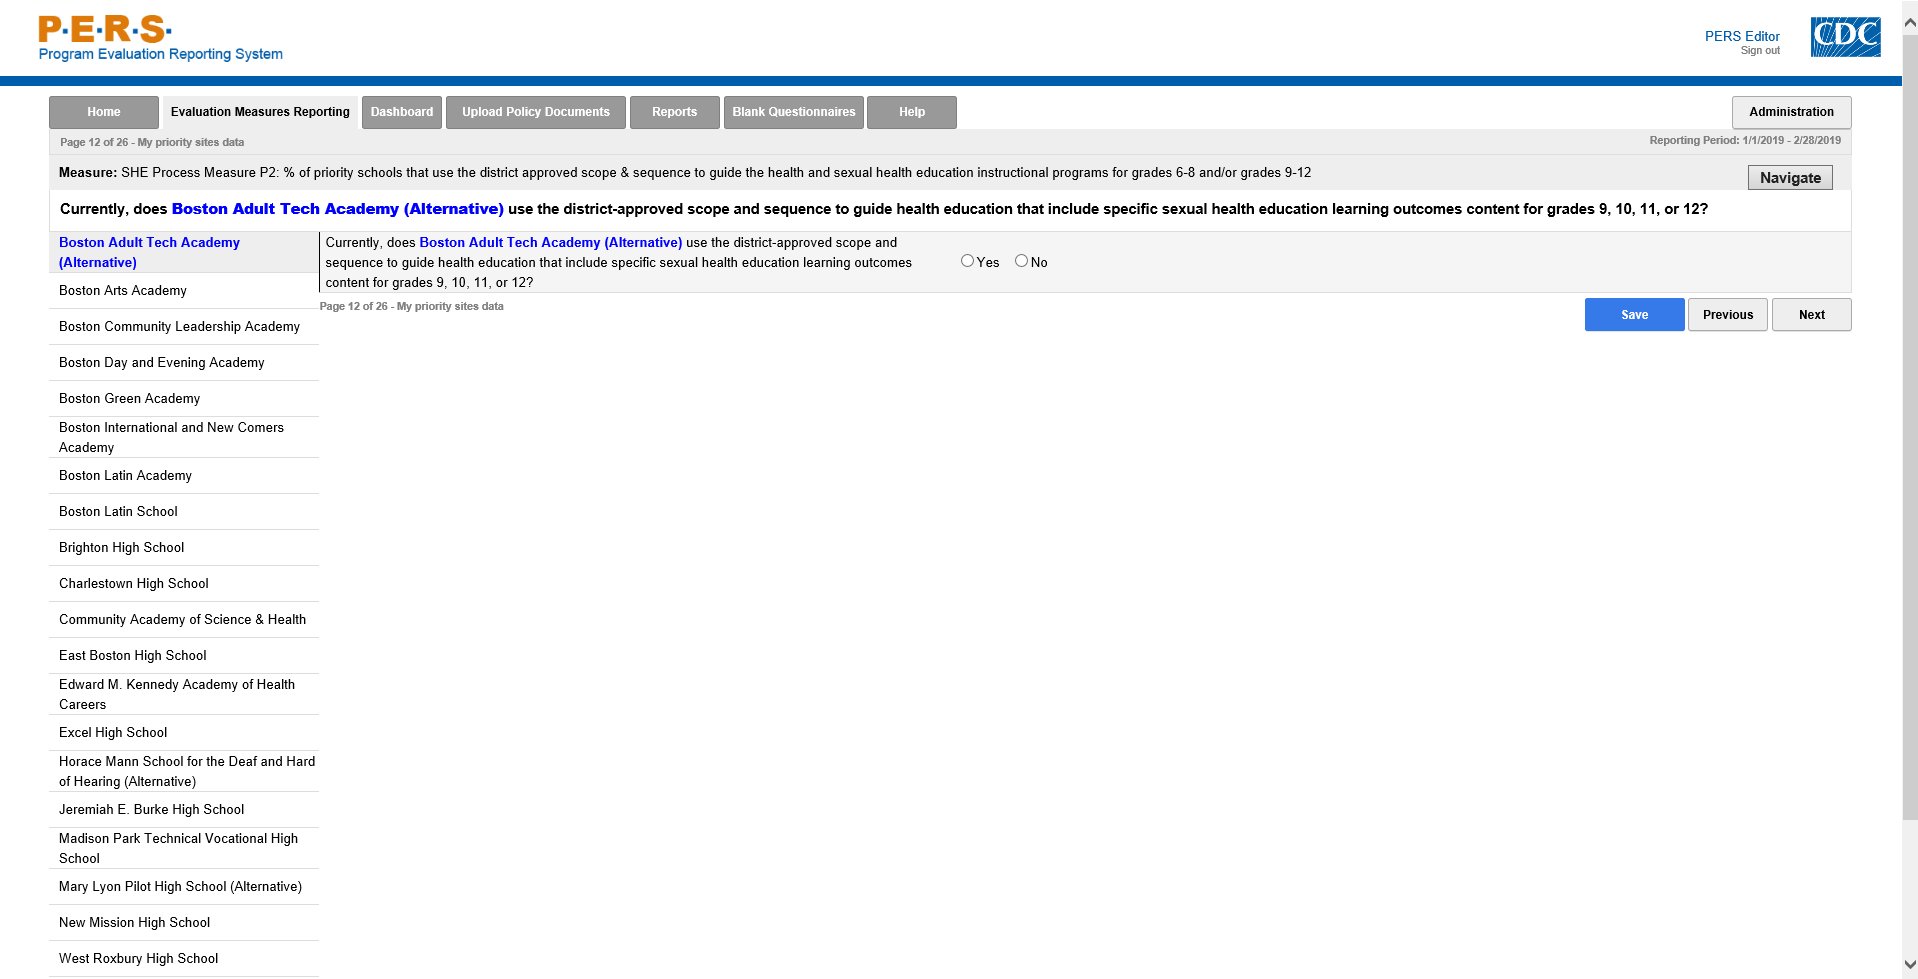 P·E·R·S·
Program Evaluation Reporting System
PERS Editor
Sign out
CDC
Home
Evaluation Measures Reporting
Dashboard
Upload Policy Documents
Reports
Blank Questionnaires
Help
Administration
Page 12 of 26 - My priority sites data
Reporting Period: 1/1/2019 - 2/28/2019
Measure: SHE Process Measure P2: % of priority schools that use the district approved scope & sequence to guide the health and sexual health education instructional programs for grades 6-8 and/or grades 9-12
Navigate
Currently, does Boston Adult Tech Academy (Alternative) use the district-approved scope and sequence to guide health education that include specific sexual health education learning outcomes content for grades 9, 10, 11, or 12?
Boston Adult Tech Academy
(Alternative)
Boston Arts Academy
Boston Community Leadership Academy
Boston Day and Evening Academy
Boston Green Academy
Boston International and New Comers
Academy
Boston Latin Academy
Boston Latin School
Brighton High School
Charlestown High School
Community Academy of Science & Health
East Boston High School
Edward M. Kennedy Academy of Health
Careers
Excel High School
Horace Mann School for the Deaf and Hard
of Hearing (Alternative)
Jeremiah E. Burke High School
Madison Park Technical Vocational High
School
Mary Lyon Pilot High School (Alternative)
New Mission High School
West Roxbury High School
Currently, does Boston Adult Tech Academy (Alternative) use the district-approved scope and
sequence to guide health education that include specific sexual health education learning outcomes
content for grades 9, 10, 11, or 12?
Yes
No
Page 12 of 26 - My priority sites data
Save
Previous
Next